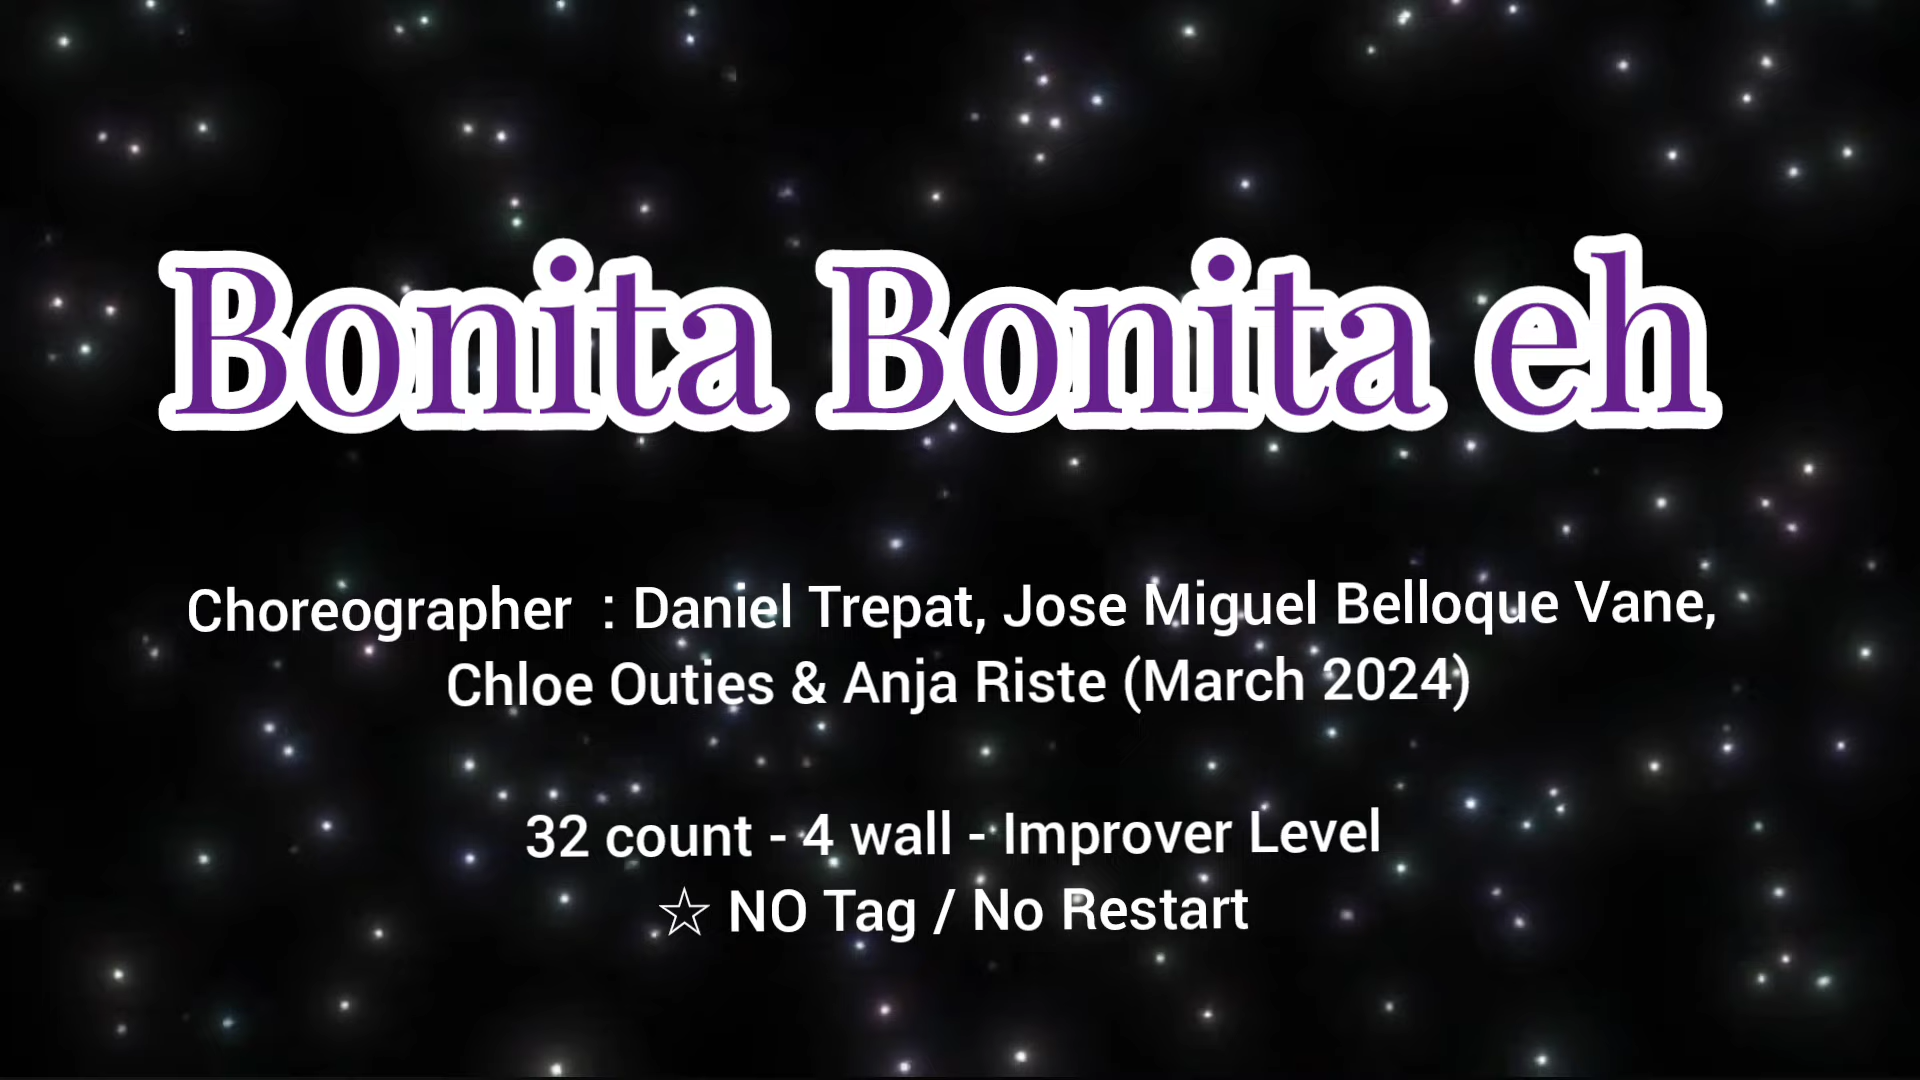 Bonita Bonita eh
Choreographer : Daniel Trepat, Jose Miguel Belloque Vane,
Chloe Outies & Anja Riste (March 2024)
32 count - 4 wall - Improver Level
☆ NO Tag / No Restart